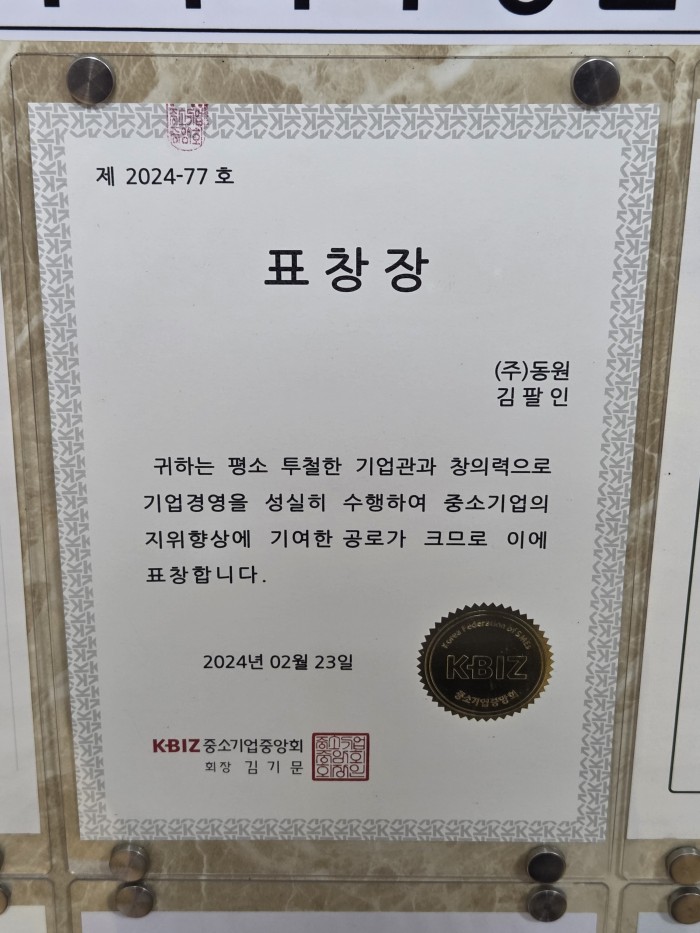 제 2024-77 호
표창장
(주)동원
김팔인
귀하는 평소 투철한 기업관과 창의력으로
기업경영을 성실히 수행하여 중소기업의
지위향상에 기여한 공로가 크므로 이에
표창합니다.
2024년 02월 23일
Korea Federation of SMEs
K-BIZ
중소기업중앙회
K-BIZ 중소기업중앙회
회장 김기문